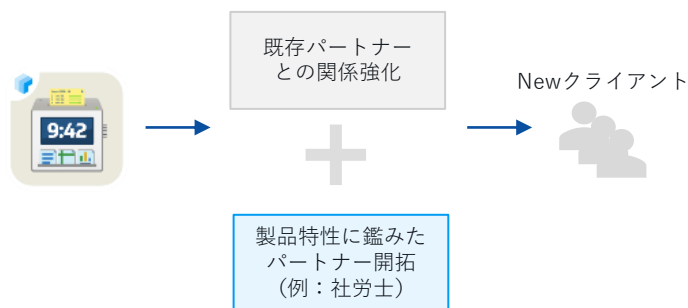 既存パートナー
との関係強化
Newクライアント
9:42
製品特性に鑑みた
パートナー開拓
（例：社労士）